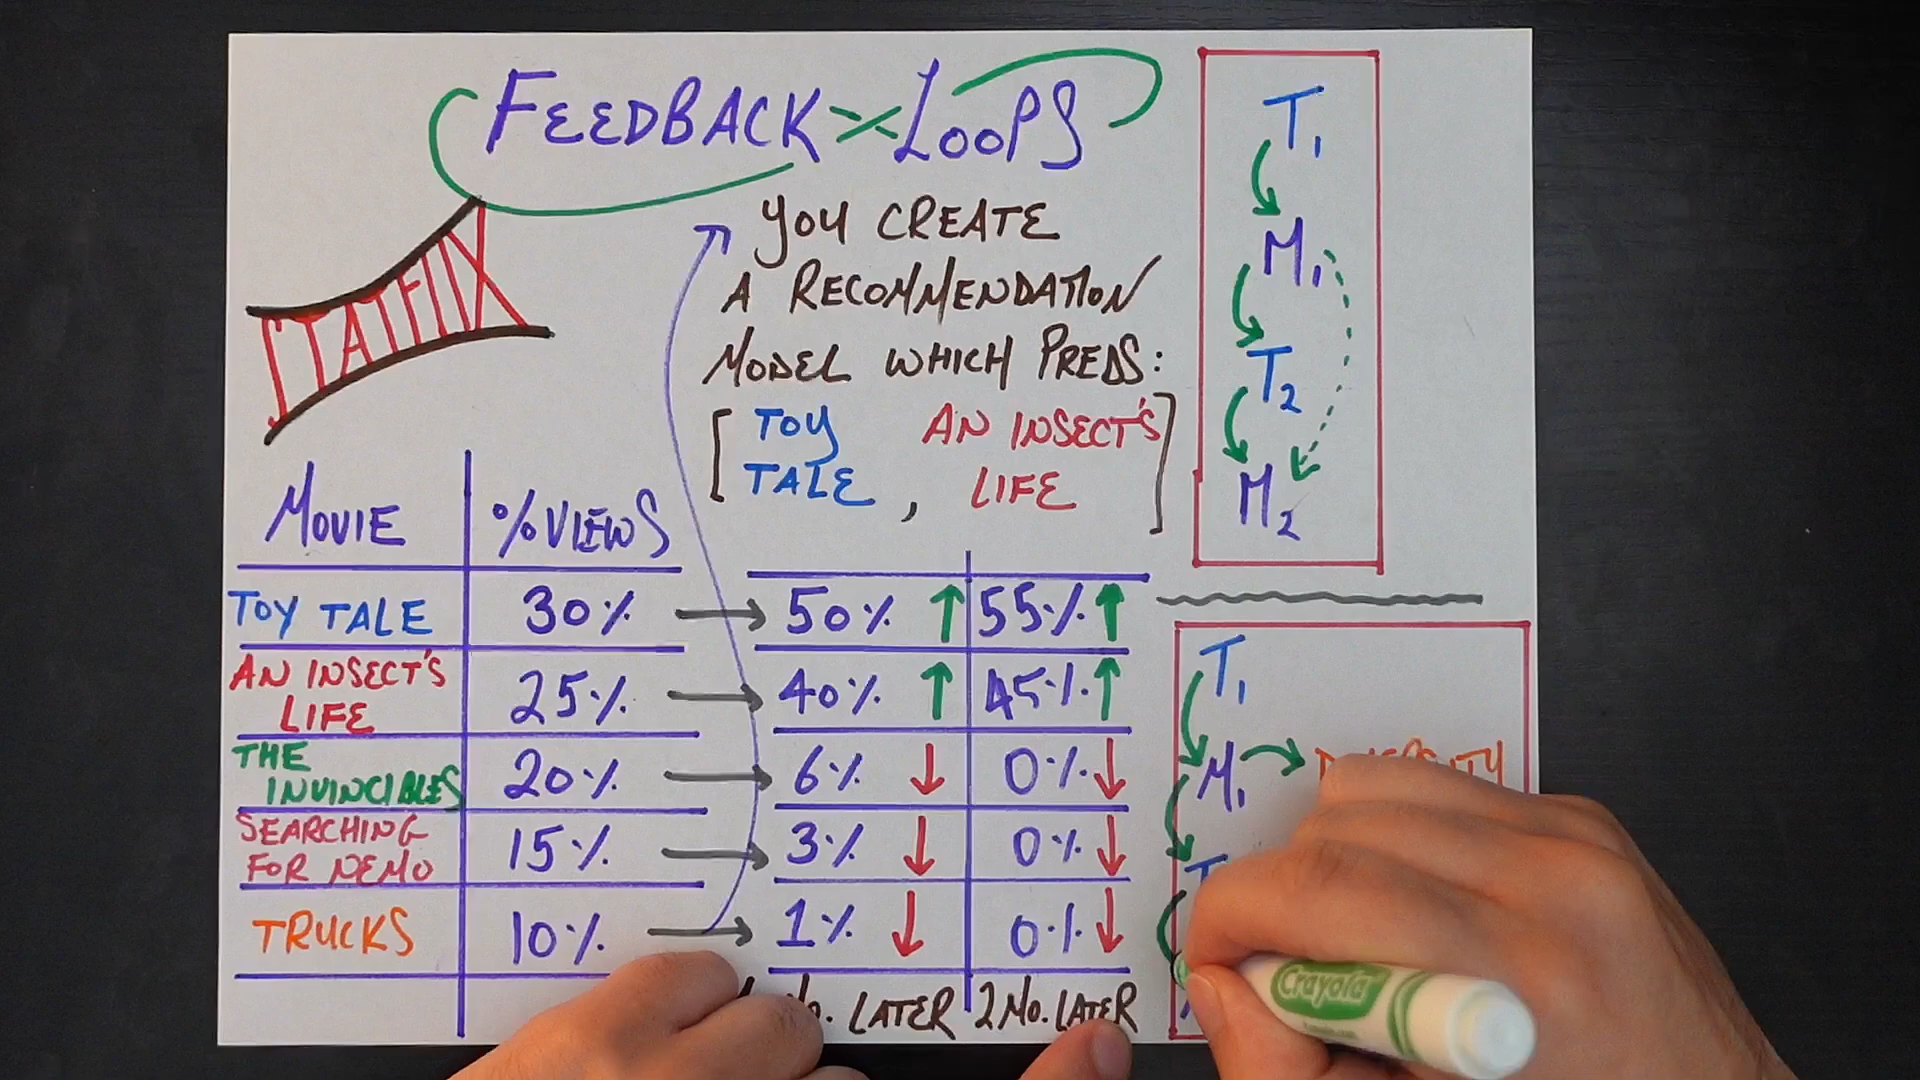 FEEDBACK LOOPS
STATFLIX
YOU CREATE
A RECOMMENDATION
MODEL WHICH PREDS:
[ TOY TALE , AN INSECT'S LIFE ]
MOVIE %VIEWS
TOY TALE 30% 50% 55%
AN INSECT'S LIFE 25% 40% 45%
THE INVINCIBLES 20% 6% 0%
SEARCHING FOR NEMO 15% 3% 0%
TRUCKS 10% 1% 0%
LATER 2 MO. LATER
T1
M1
T2
M2
T1
M1
Crayola